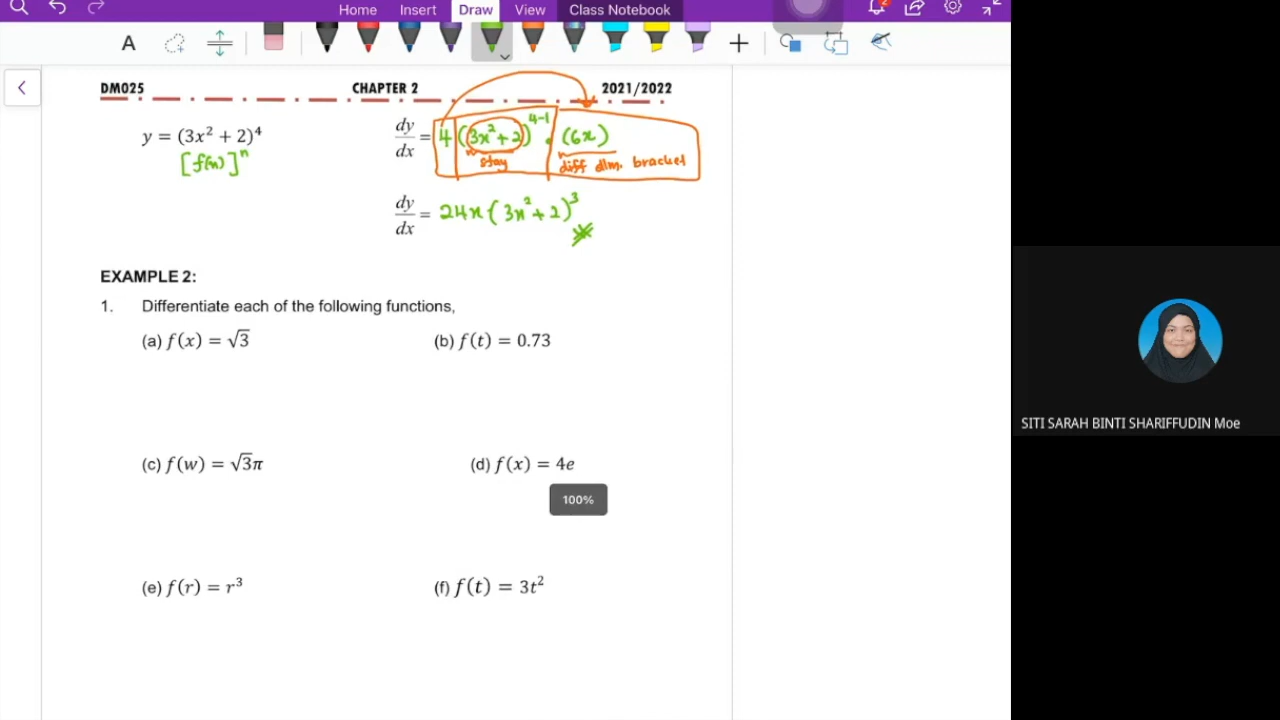 Home Insert Draw View Class Notebook
2
A
DM025 CHAPTER 2 2021/2022
y = (3x² + 2)⁴ dy/dx = 4 (3x² + 2)⁴⁻¹ · (6x)
[f(x)]ⁿ stay diff dlm. bracket
dy/dx = 24x (3x² + 2)³
EXAMPLE 2:
1. Differentiate each of the following functions,
(a) f(x) = √3 (b) f(t) = 0.73
SITI SARAH BINTI SHARIFFUDIN Moe
(c) f(w) = √3π (d) f(x) = 4e
100%
(e) f(r) = r³ (f) f(t) = 3t²